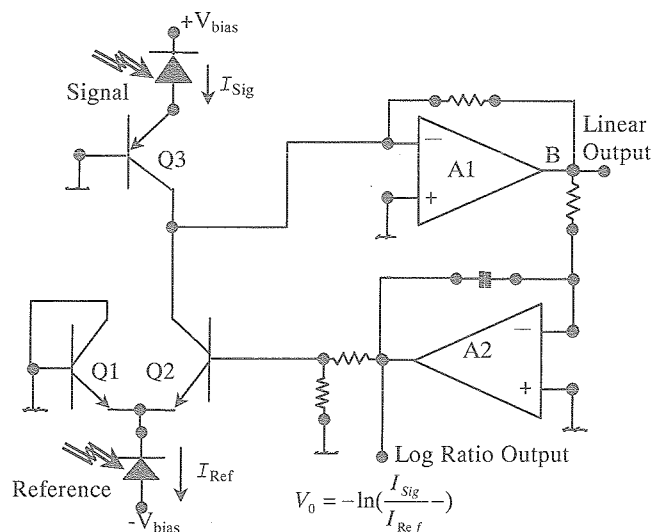 +V_bias
I_Sig
Signal
Q3
−
A1
+
B
Linear
Output
Q1
Q2
A2
−
+
Log Ratio Output
I_Ref
Reference
-V_bias
V_0 = -ln(I_Sig / I_Ref -)